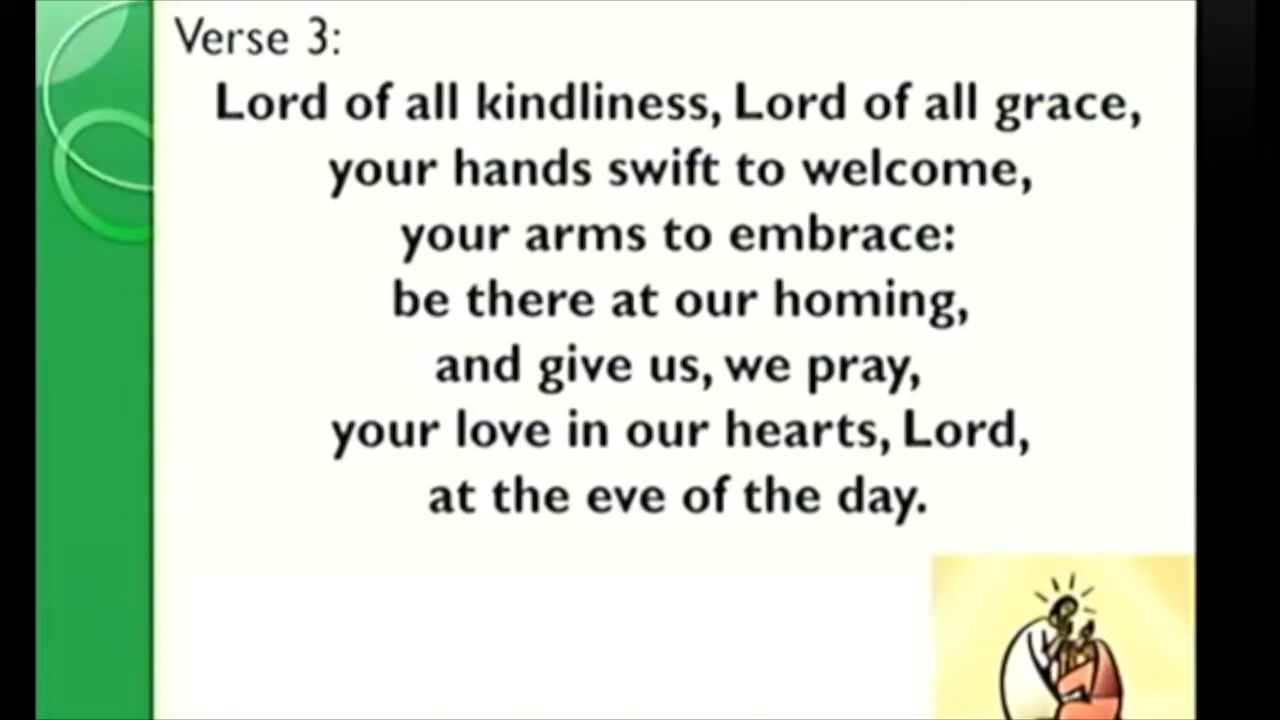 Verse 3:
Lord of all kindliness, Lord of all grace,
your hands swift to welcome,
your arms to embrace:
be there at our homing,
and give us, we pray,
your love in our hearts, Lord,
at the eve of the day.